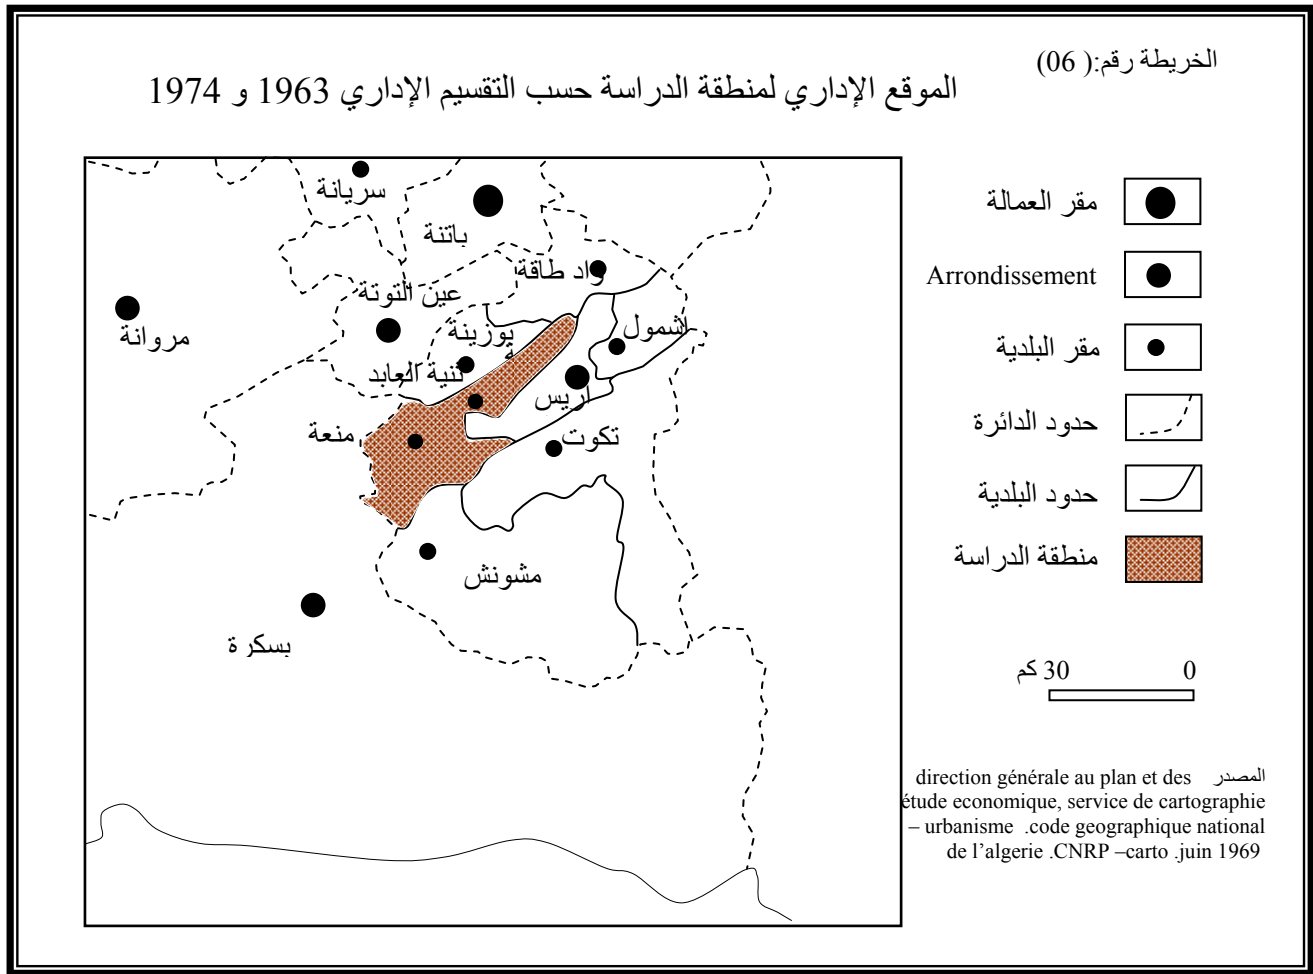 الخريطة رقم:( 06)
الموقع الإداري لمنطقة الدراسة حسب التقسيم الإداري 1963 و 1974
سريانة
باتنة
واد طاقة
عين التوتة
مروانة
بوزينة
اشمول
ثنية العابد
اريس
منعة
تكوت
مشونش
بسكرة
مقر العمالة
Arrondissement
مقر البلدية
حدود الدائرة
حدود البلدية
منطقة الدراسة
30 كم 0
المصدر direction générale au plan et des
étude economique, service de cartographie
– urbanisme .code geographique national
de l’algerie .CNRP –carto .juin 1969